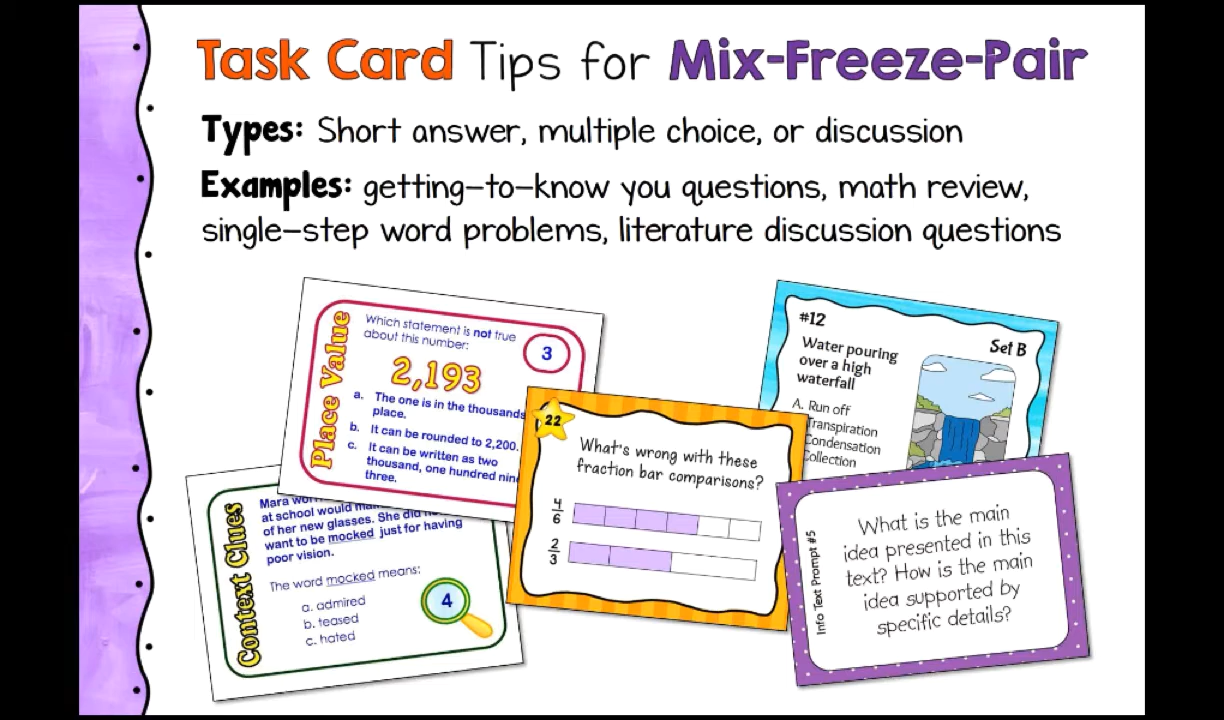 Task Card Tips for Mix-Freeze-Pair
Types: Short answer, multiple choice, or discussion
Examples: getting-to-know you questions, math review,
single-step word problems, literature discussion questions
Place Value
Which statement is not true
about this number:
3
2,193
a. The one is in the thousands
place.
b. It can be rounded to 2,200.
c. It can be written as two
thousand, one hundred
three.
#12
Set B
Water pouring
over a high
waterfall
A. Run off
Transpiration
Condensation
Collection
22
What's wrong with these
fraction bar comparisons?
4/6
2/3
Context Clues
Mara
at school would
of her new glasses. She
want to be mocked just for having
poor vision.
The word mocked means:
a. admired
b. teased
c. hated
4
Info Text Prompt #5
What is the main
idea presented in this
text? How is the main
idea supported by
specific details?